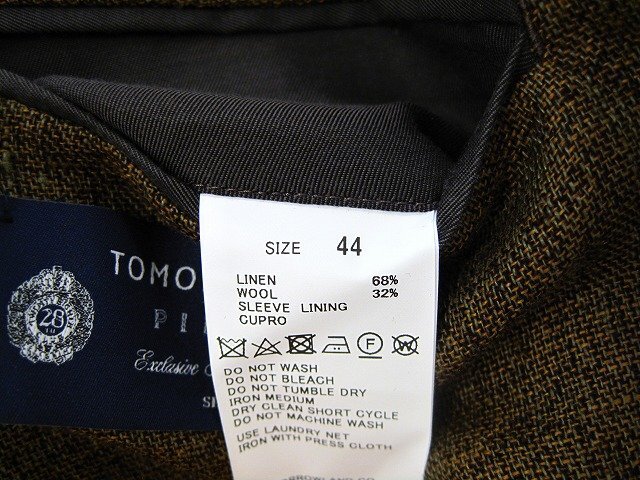 SIZE 44
LINEN 68%
WOOL 32%
SLEEVE LINING
CUPRO
DO NOT WASH
DO NOT BLEACH
DO NOT TUMBLE DRY
IRON MEDIUM
DRY CLEAN SHORT CYCLE
DO NOT MACHINE WASH
USE LAUNDRY NET
IRON WITH PRESS CLOTH
TOMO
28
Exclusive